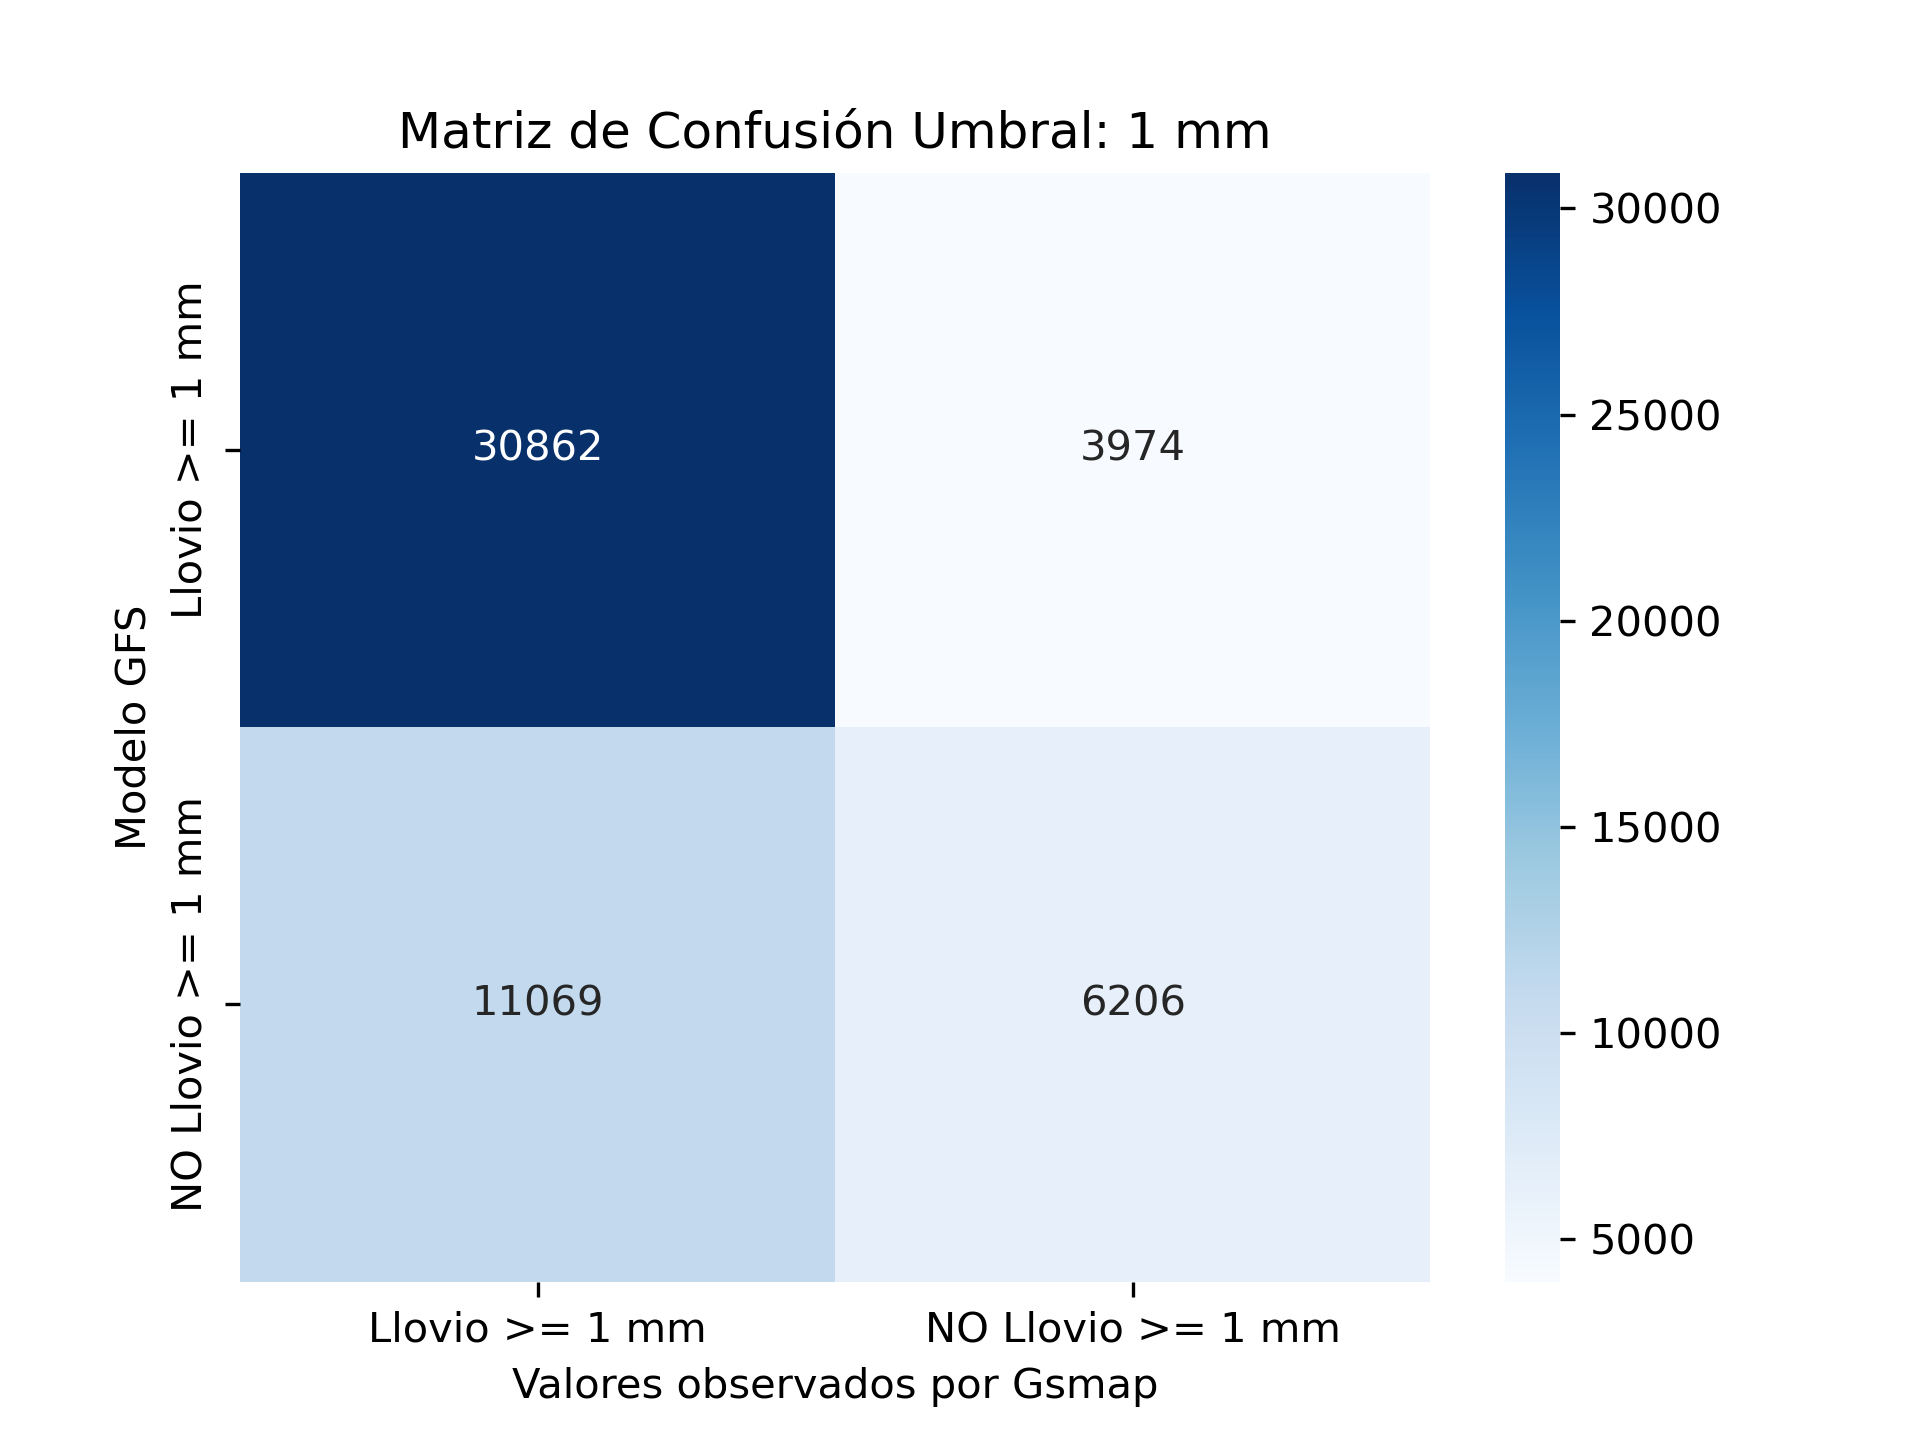 Matriz de Confusión Umbral: 1 mm
Modelo GFS
Llovio >= 1 mm
NO Llovio >= 1 mm
30862
3974
11069
6206
Llovio >= 1 mm
NO Llovio >= 1 mm
Valores observados por Gsmap
30000
25000
20000
15000
10000
5000